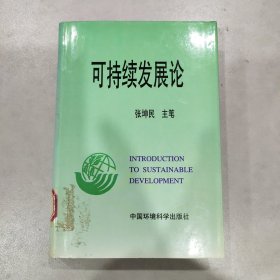 可持续发展论
张坤民 主笔
INTRODUCTION
TO SUSTAINABLE
DEVELOPMENT
中国环境科学出版社